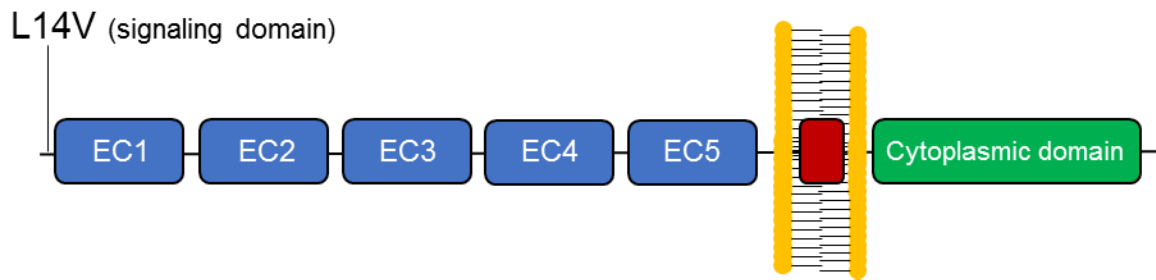 L14V (signaling domain)
EC1 EC2 EC3 EC4 EC5 Cytoplasmic domain